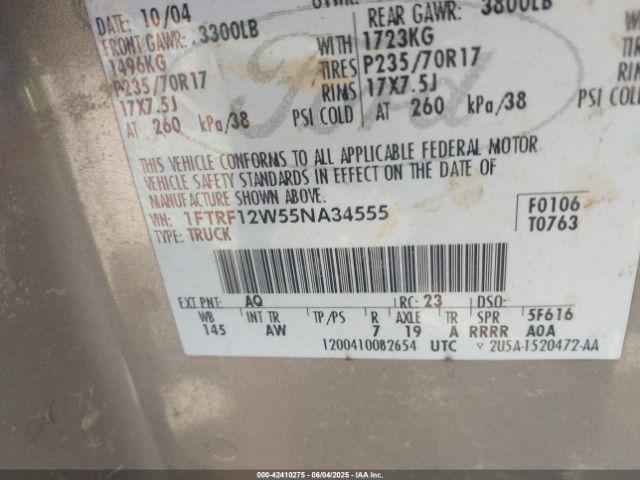 DATE: 10/04
FRONT GAWR: 3300LB
1496KG
P235/70R17
17X7.5J
AT 260 kPa/38
WITH
TIRES
RIMS
PSI COLD
REAR GAWR: 3800LB
1723KG
P235/70R17
17X7.5J
AT 260 kPa/38
PSI COLD
THIS VEHICLE CONFORMS TO ALL APPLICABLE FEDERAL MOTOR
VEHICLE SAFETY STANDARDS IN EFFECT ON THE DATE OF
MANUFACTURE SHOWN ABOVE.
VIN: 1FTRF12W55NA34555
TYPE: TRUCK
F0106
T0763
EXT PNT: AQ RC: 23 DSO:
WB INT TR TP/PS R AXLE TR SPR 5F616
145 AW 7 19 A RRRR A0A
12004100B2654 UTC ▽ 2U5A-1520472-AA
000-42410275 - 06/04/2025 - IAAI.COM